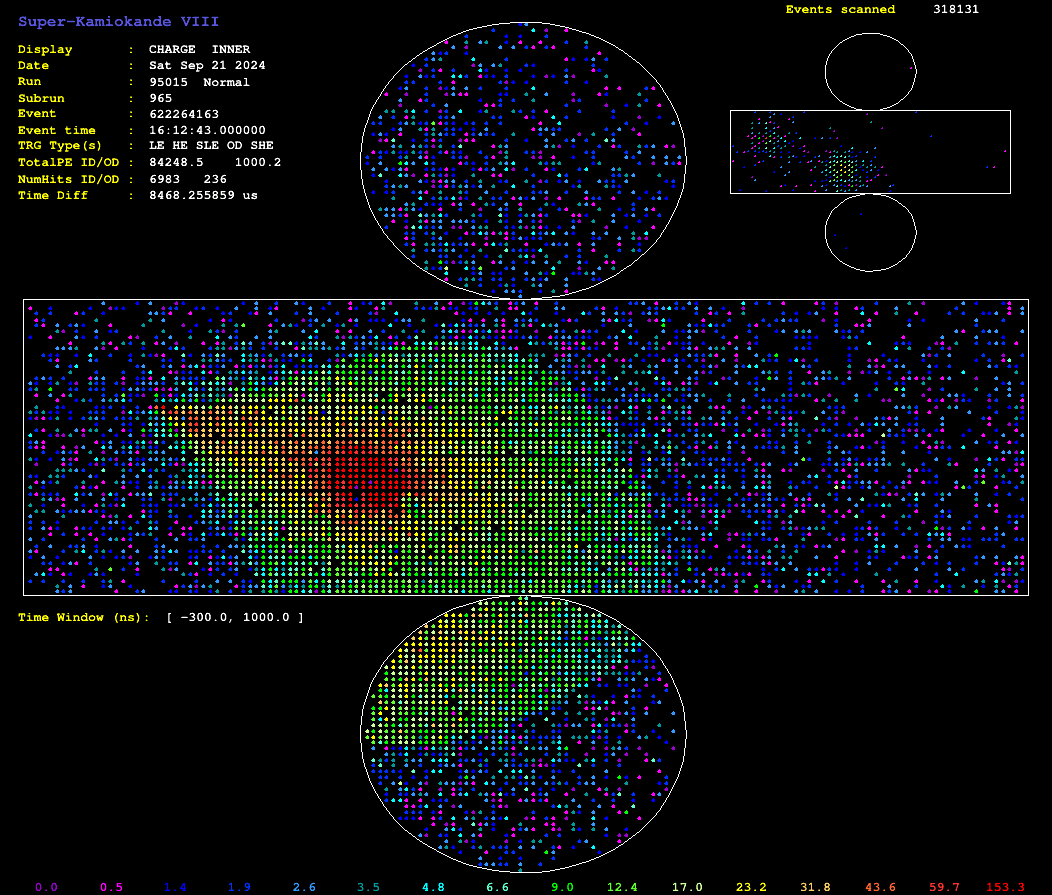 Super-Kamiokande VIII
Events scanned 318131
Display : CHARGE INNER
Date : Sat Sep 21 2024
Run : 95015 Normal
Subrun : 965
Event : 622264163
Event time : 16:12:43.000000
TRG Type(s) : LE HE SLE OD SHE
TotalPE ID/OD : 84248.5 1000.2
NumHits ID/OD : 6983 236
Time Diff : 8468.255859 us
Time Window (ns): [ -300.0, 1000.0 ]
0.0 0.5 1.4 1.9 2.6 3.5 4.8 6.6 9.0 12.4 17.0 23.2 31.8 43.6 59.7 153.3